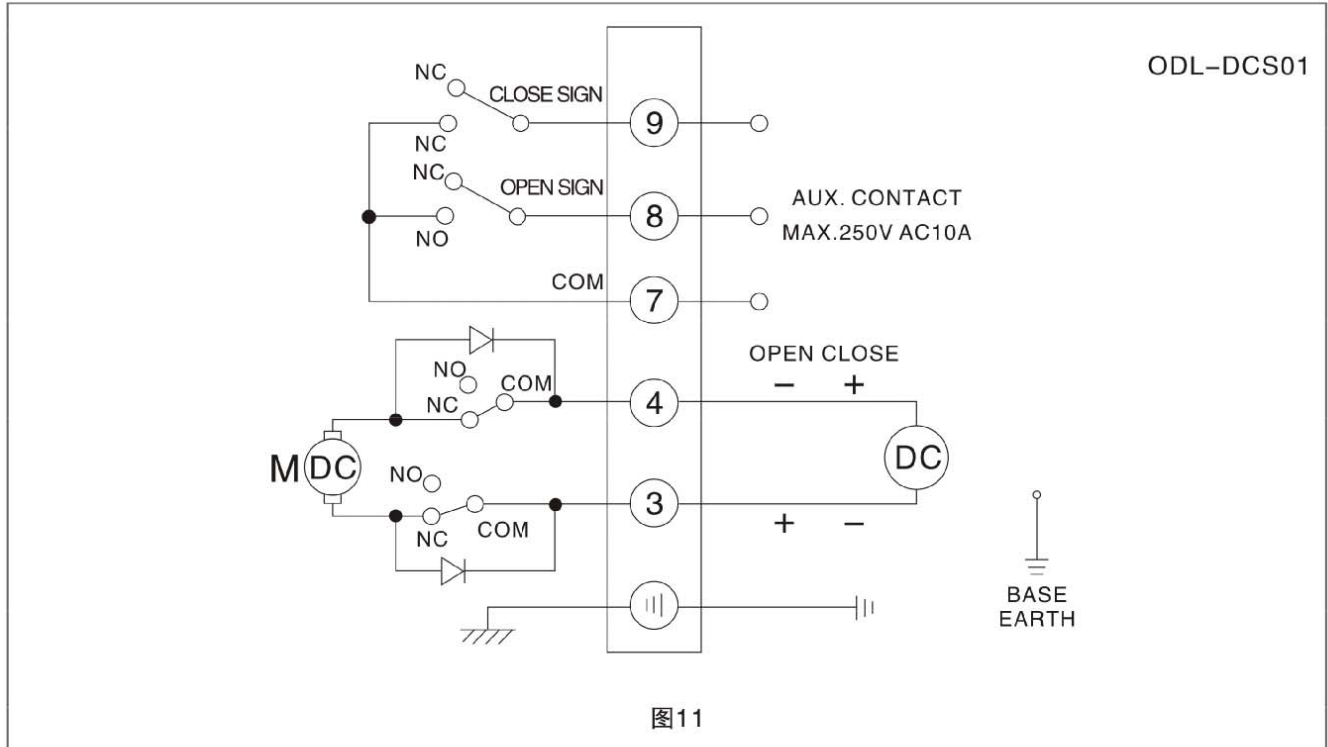 ODL-DCS01
NC
CLOSE SIGN
9
NC
NC
OPEN SIGN
8
AUX. CONTACT
MAX.250V AC10A
NO
COM
7
OPEN CLOSE
NO
COM
NC
4
− +
M DC
DC
NO
3
NC
COM
+ −
BASE
EARTH
图11